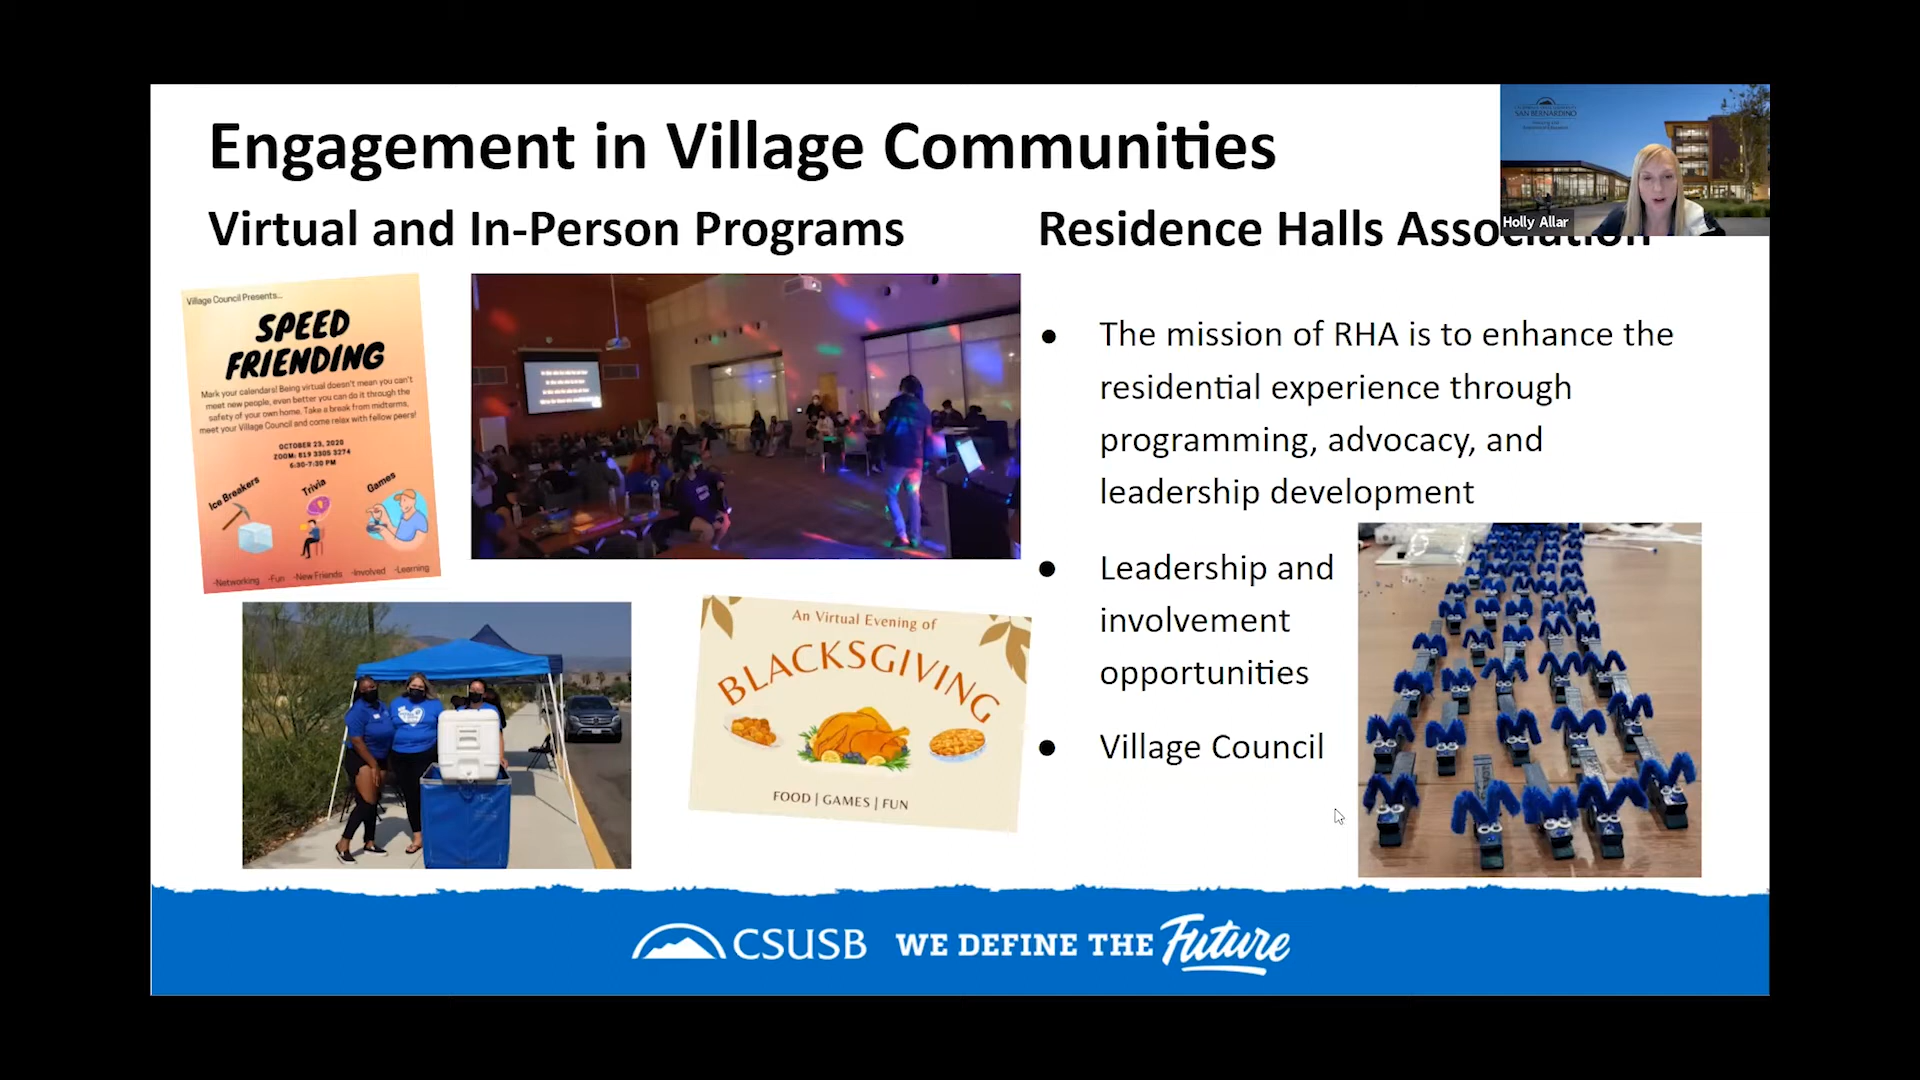 Engagement in Village Communities
SAN BERNARDINO
Holly Allar
Virtual and In-Person Programs
Residence Halls Association
Village Council Presents...
SPEED
FRIENDING
Mark your calendars! Being virtual doesn't mean you can't
meet new people, even better you can do it through the
safety of your own home. Take a break from midterms,
meet your Village Council and come relax with fellow peers!
OCTOBER 23, 2020
ZOOM: 819 3305 3274
6:30-7:30 PM
Ice Breakers
Trivia
Games
-Networking -Fun -New Friends -Involved -Learning
An Virtual Evening of
BLACKSGIVING
FOOD | GAMES | FUN
● The mission of RHA is to enhance the
residential experience through
programming, advocacy, and
leadership development
● Leadership and
involvement
opportunities
● Village Council
CSUSB WE DEFINE THE Future